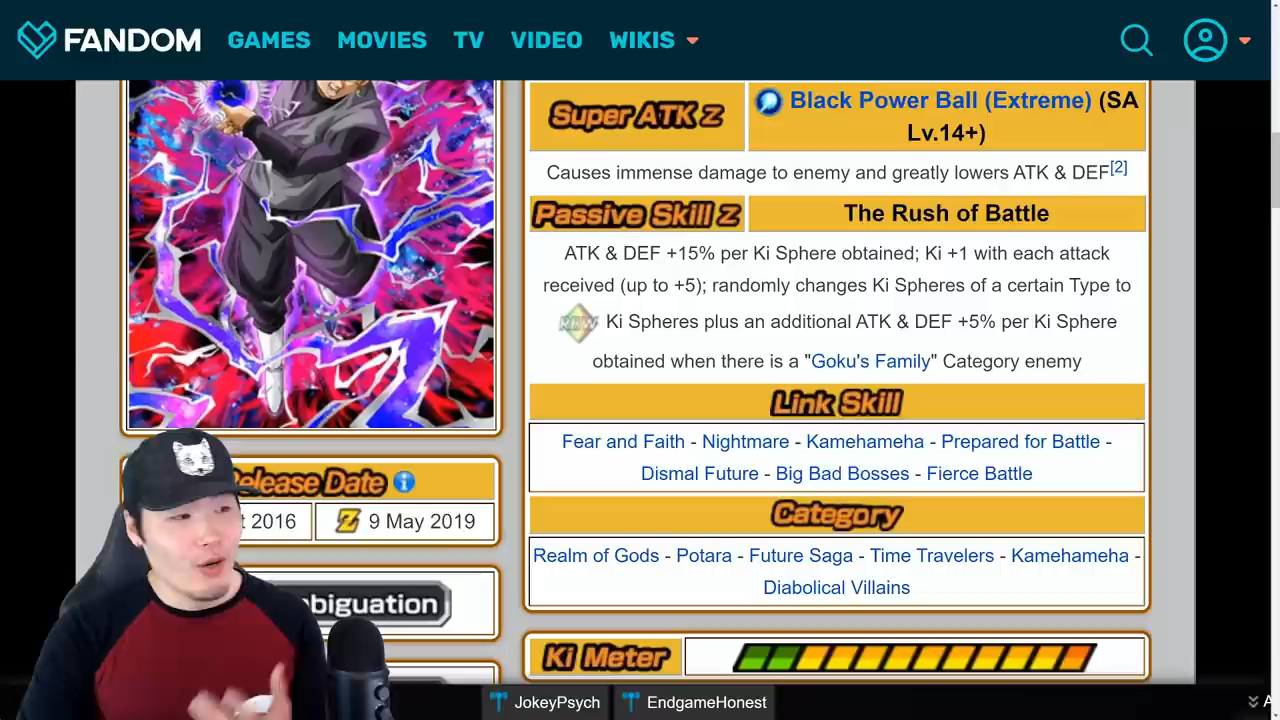 FANDOM GAMES MOVIES TV VIDEO WIKIS
Super ATK Z
Black Power Ball (Extreme) (SA
Lv.14+)
Causes immense damage to enemy and greatly lowers ATK & DEF[2]
Passive Skill Z
The Rush of Battle
ATK & DEF +15% per Ki Sphere obtained; Ki +1 with each attack
received (up to +5); randomly changes Ki Spheres of a certain Type to
Ki Spheres plus an additional ATK & DEF +5% per Ki Sphere
obtained when there is a "Goku's Family" Category enemy
Link Skill
Fear and Faith - Nightmare - Kamehameha - Prepared for Battle -
Dismal Future - Big Bad Bosses - Fierce Battle
Category
Realm of Gods - Potara - Future Saga - Time Travelers - Kamehameha -
Diabolical Villains
Ki Meter
elease Date
t 2016
Z 9 May 2019
biguation
JokeyPsych
EndgameHonest
A